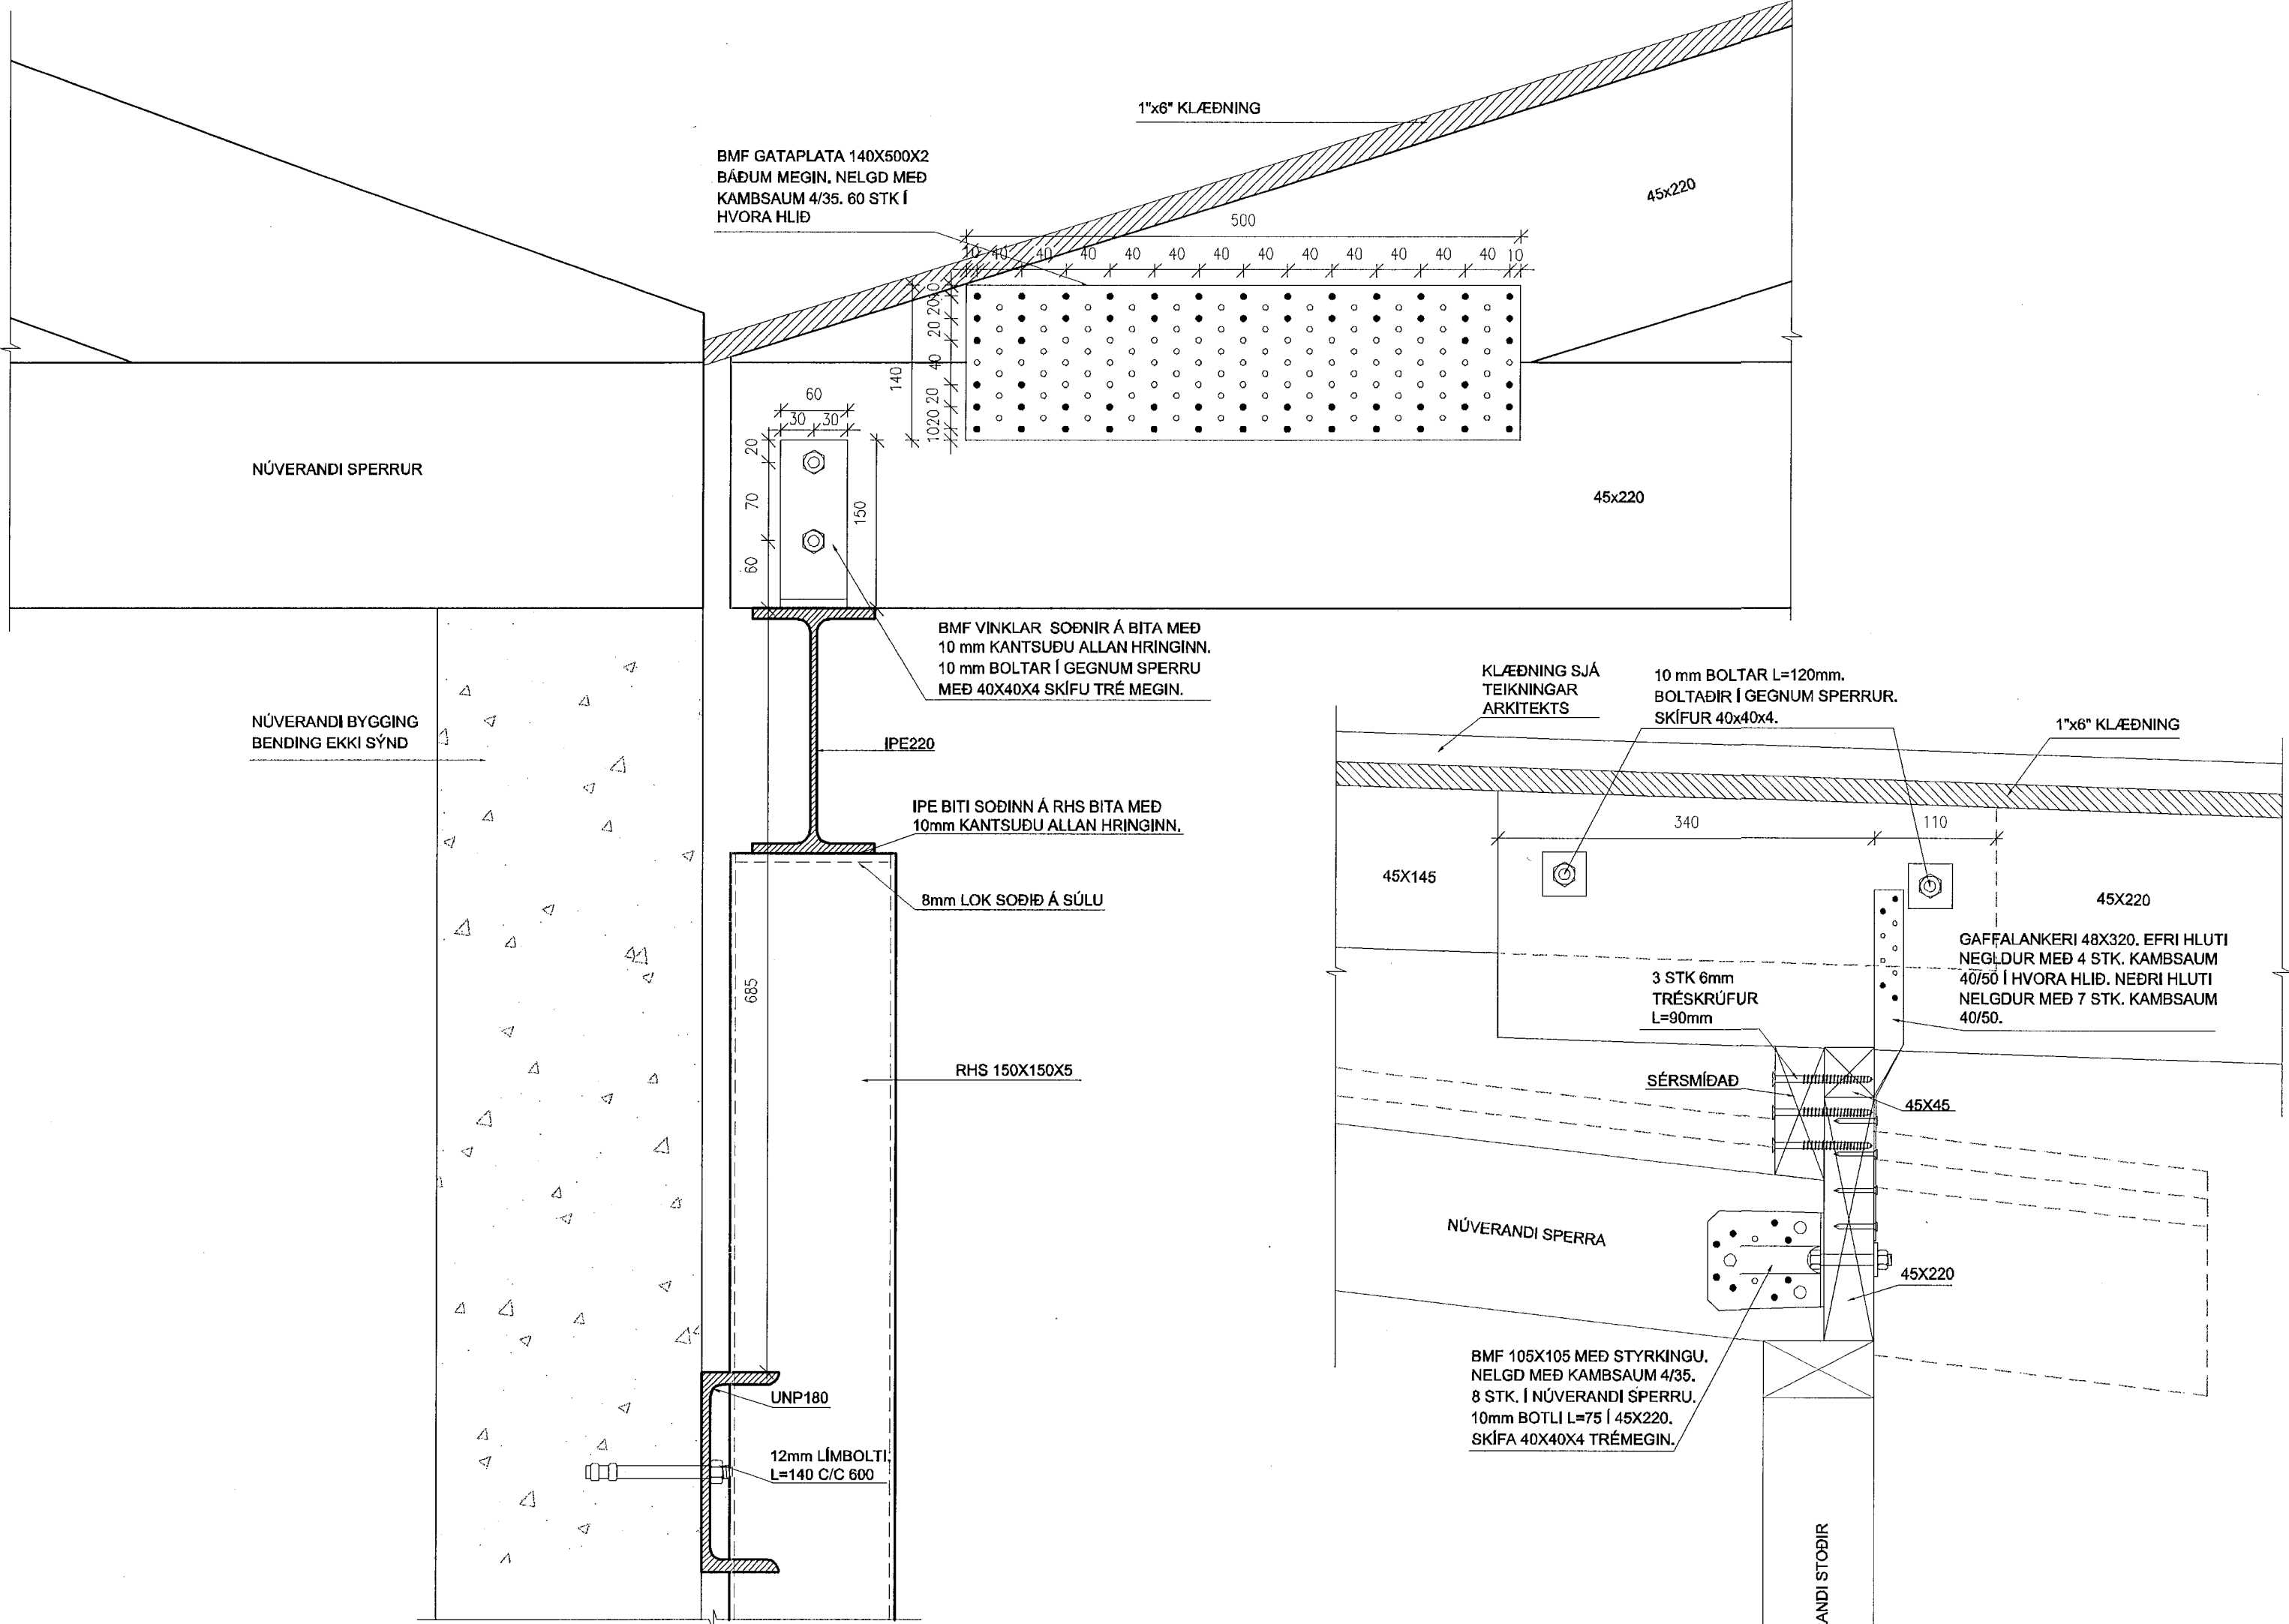 1"x6" KLÆÐNING
BMF GATAPLATA 140X500X2
BÁÐUM MEGIN. NELGD MEÐ
KAMBSAUM 4/35. 60 STK Í
HVORA HLIÐ
45x220
500
10 40 40 40 40 40 40 40 40 40 40 40 40 10
10
20
20
40
20
20
10
140
60
30 30
20
70
60
150
NÚVERANDI SPERRUR
45x220
BMF VINKLAR SOÐNIR Á BITA MEÐ
10 mm KANTSUÐU ALLAN HRINGINN.
10 mm BOLTAR Í GEGNUM SPERRU
MEÐ 40X40X4 SKÍFU TRÉ MEGIN.
NÚVERANDI BYGGING
BENDING EKKI SÝND
IPE220
IPE BITI SOÐINN Á RHS BITA MEÐ
10mm KANTSUÐU ALLAN HRINGINN.
8mm LOK SOÐIÐ Á SÚLU
685
RHS 150X150X5
UNP180
12mm LÍMBOLTI.
L=140 C/C 600
KLÆÐNING SJÁ
TEIKNINGAR
ARKITEKTS
10 mm BOLTAR L=120mm.
BOLTAÐIR Í GEGNUM SPERRUR.
SKÍFUR 40x40x4.
1"x6" KLÆÐNING
340
110
45X145
45X220
GAFFALANKERI 48X320. EFRI HLUTI
NEGLDUR MEÐ 4 STK. KAMBSAUM
40/50 Í HVORA HLIÐ. NEÐRI HLUTI
NELGDUR MEÐ 7 STK. KAMBSAUM
40/50.
3 STK 6mm
TRÉSKRÚFUR
L=90mm
SÉRSMÍÐAÐ
45X45
NÚVERANDI SPERRA
45X220
BMF 105X105 MEÐ STYRKINGU.
NELGD MEÐ KAMBSAUM 4/35.
8 STK. Í NÚVERANDI SPERRU.
10mm BOTLI L=75 Í 45X220.
SKÍFA 40X40X4 TRÉMEGIN.
ANDI STOÐIR